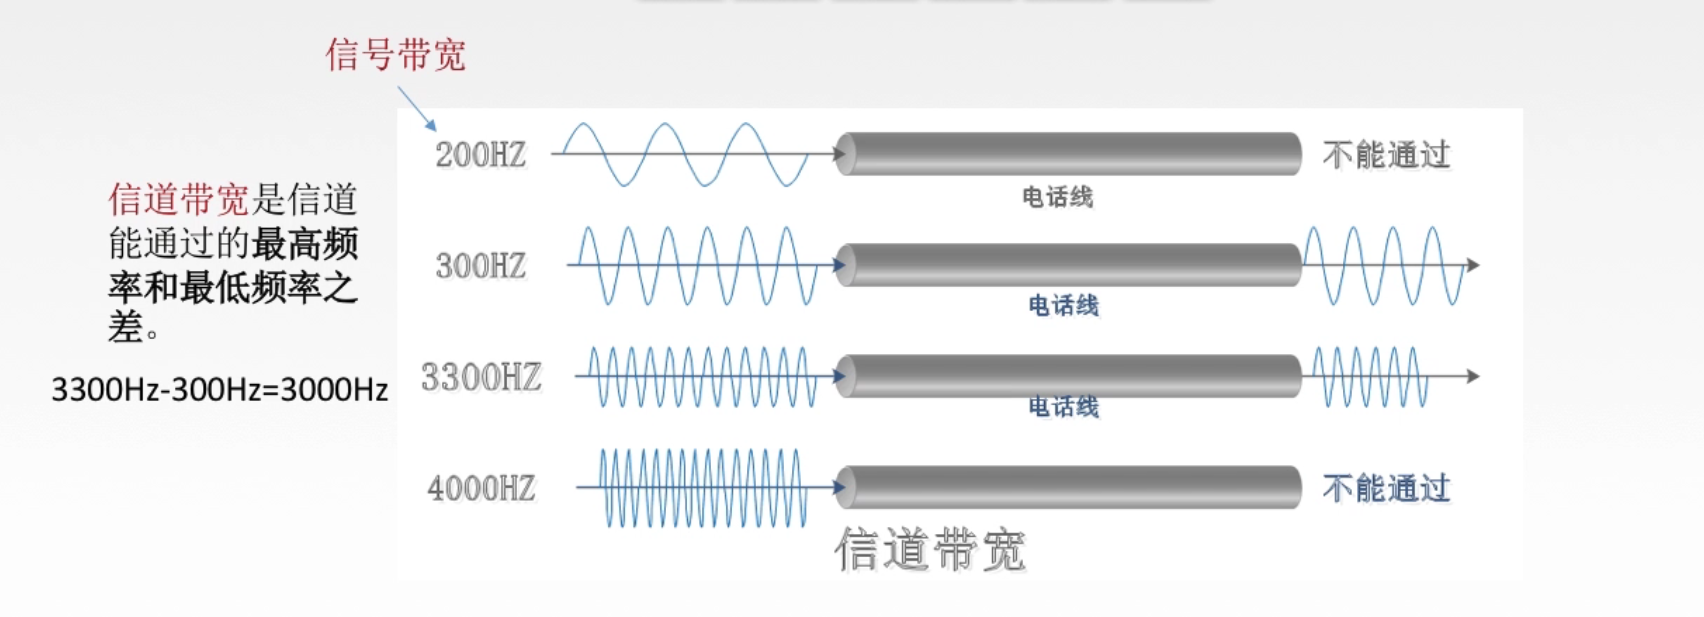 信号带宽
200HZ
不能通过
电话线
信道带宽是信道
能通过的最高频
率和最低频率之
差。
300HZ
电话线
3300Hz-300Hz=3000Hz
3300HZ
电话线
4000HZ
不能通过
信道带宽